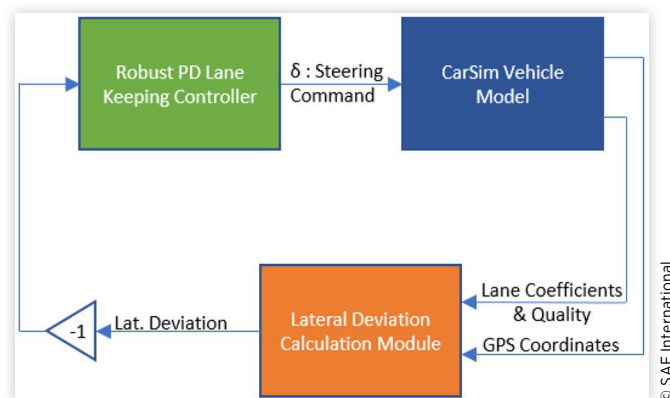 Robust PD Lane
Keeping Controller
δ : Steering
Command
CarSim Vehicle
Model
Lane Coefficients
& Quality
GPS Coordinates
Lateral Deviation
Calculation Module
Lat. Deviation
-1
© SAE International